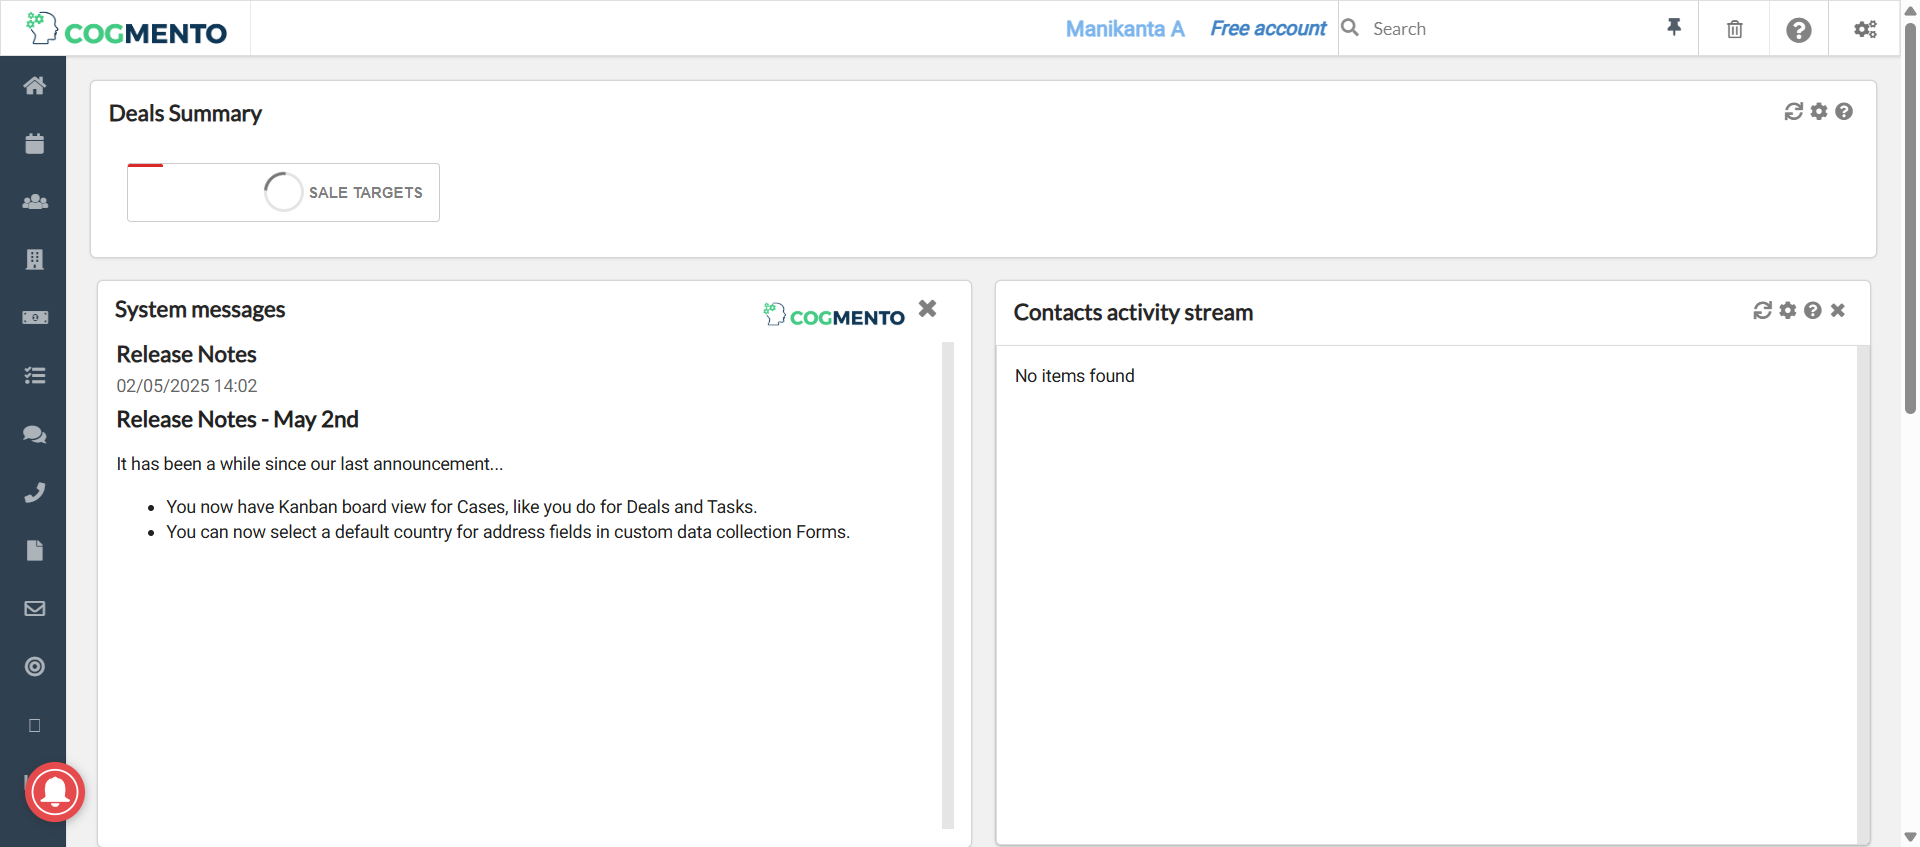 COGMENTO
Manikanta A
Free account
Search
Deals Summary
SALE TARGETS
System messages
COGMENTO
Release Notes
02/05/2025 14:02
Release Notes - May 2nd
It has been a while since our last announcement...
You now have Kanban board view for Cases, like you do for Deals and Tasks.
You can now select a default country for address fields in custom data collection Forms.
Contacts activity stream
No items found